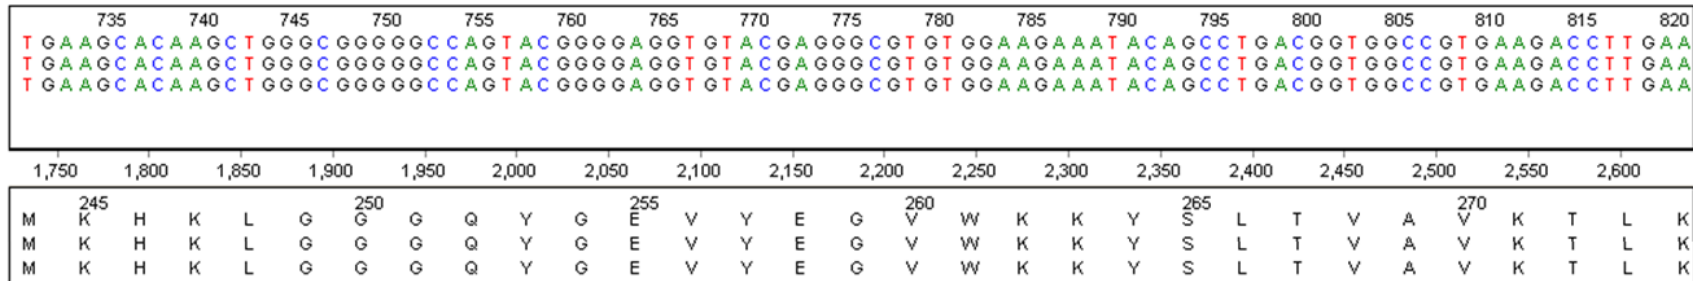 735 740 745 750 755 760 765 770 775 780 785 790 795 800 805 810 815 820
T G A A G C A C A A G C T G G G C G G G G G C C A G T A C G G G G A G G T G T A C G A G G G C G T G T G G A A G A A A T A C A G C C T G A C G G T G G C C G T G A A G A C C T T G A A
T G A A G C A C A A G C T G G G C G G G G G C C A G T A C G G G G A G G T G T A C G A G G G C G T G T G G A A G A A A T A C A G C C T G A C G G T G G C C G T G A A G A C C T T G A A
T G A A G C A C A A G C T G G G C G G G G G C C A G T A C G G G G A G G T G T A C G A G G G C G T G T G G A A G A A A T A C A G C C T G A C G G T G G C C G T G A A G A C C T T G A A
1,750 1,800 1,850 1,900 1,950 2,000 2,050 2,100 2,150 2,200 2,250 2,300 2,350 2,400 2,450 2,500 2,550 2,600
245 250 255 260 265 270
M K H K L G G G Q Y G E V Y E G V W K K Y S L T V A V K T L K
M K H K L G G G Q Y G E V Y E G V W K K Y S L T V A V K T L K
M K H K L G G G Q Y G E V Y E G V W K K Y S L T V A V K T L K